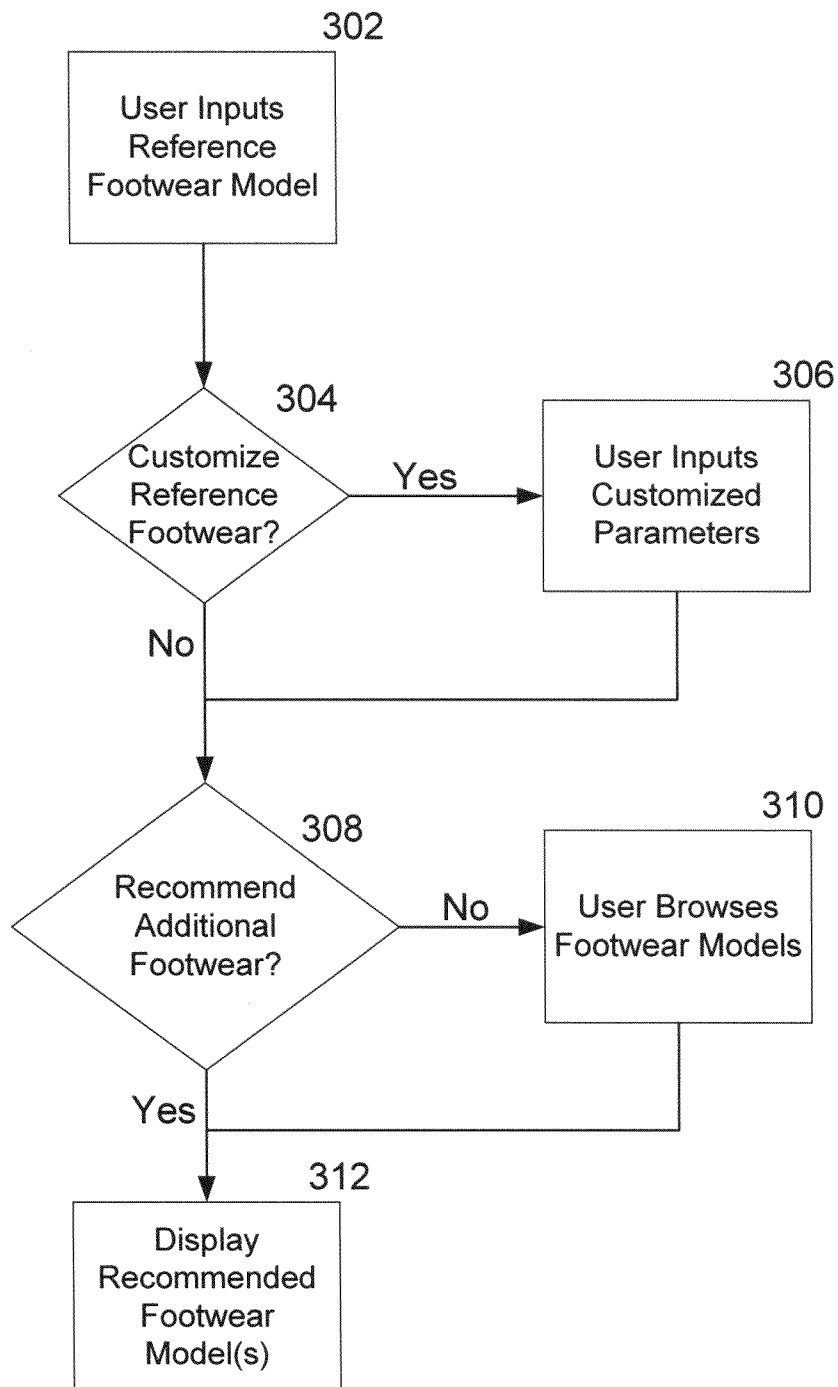 302
User Inputs
Reference
Footwear Model
304
Customize
Reference
Footwear?
Yes
306
User Inputs
Customized
Parameters
No
308
Recommend
Additional
Footwear?
No
310
User Browses
Footwear Models
Yes
312
Display
Recommended
Footwear
Model(s)